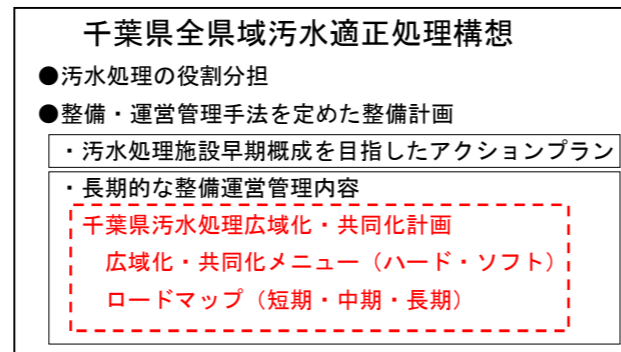 千葉県全県域汚水適正処理構想
●汚水処理の役割分担
●整備・運営管理手法を定めた整備計画
・汚水処理施設早期概成を目指したアクションプラン
・長期的な整備運営管理内容
千葉県汚水処理広域化・共同化計画
広域化・共同化メニュー（ハード・ソフト）
ロードマップ（短期・中期・長期）